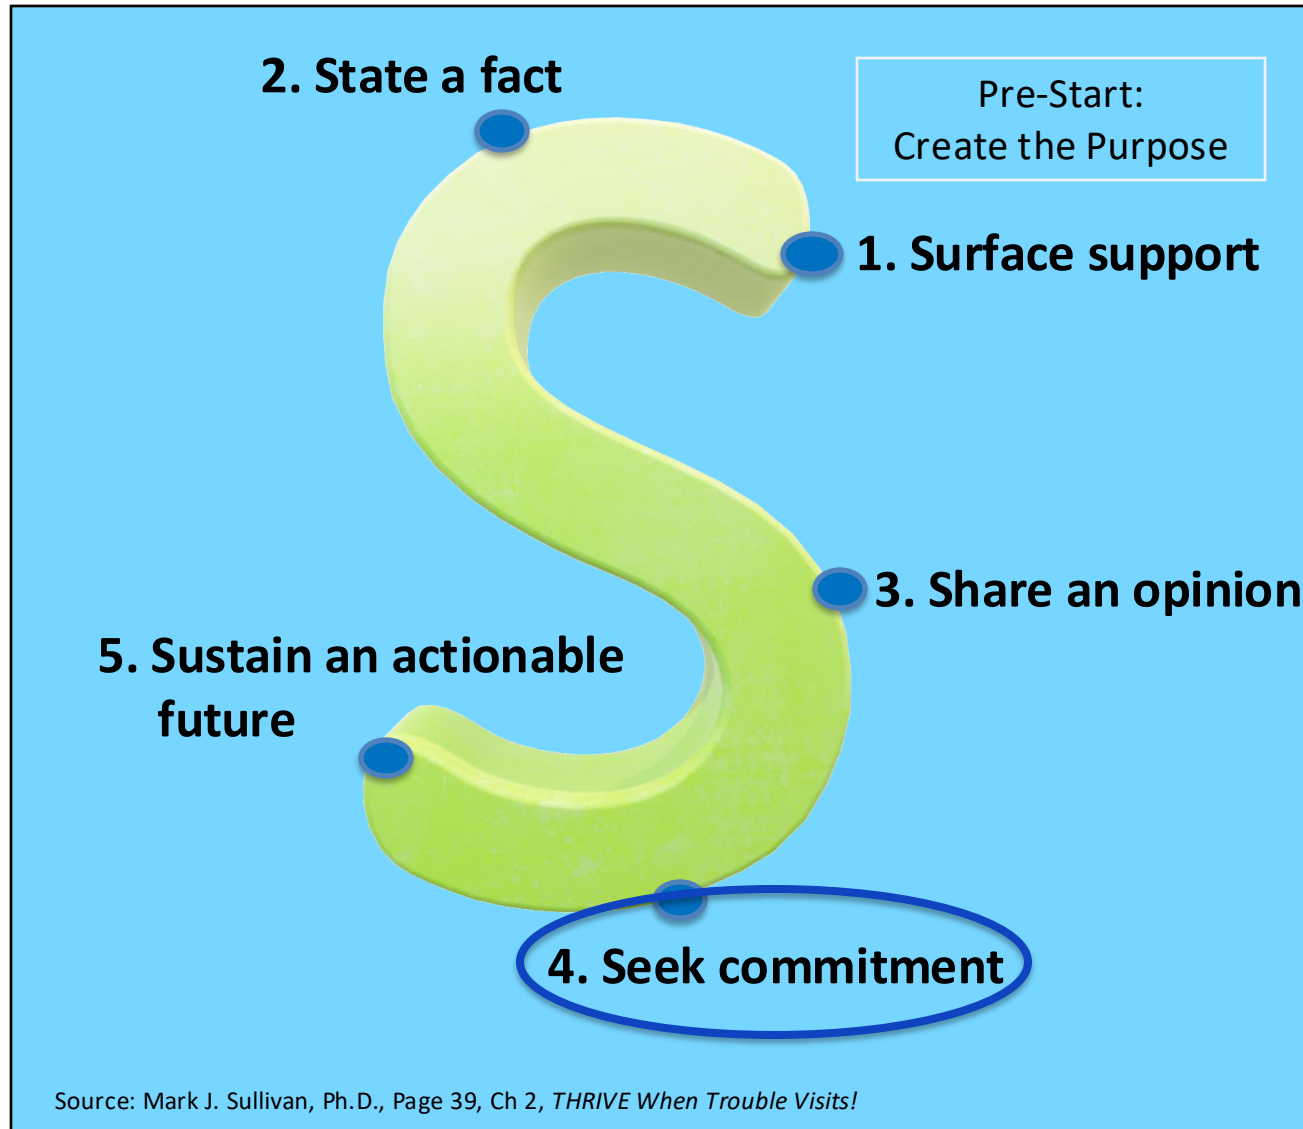 2. State a fact
Pre-Start:
Create the Purpose
1. Surface support
3. Share an opinion
5. Sustain an actionable
future
4. Seek commitment
Source: Mark J. Sullivan, Ph.D., Page 39, Ch 2, THRIVE When Trouble Visits!